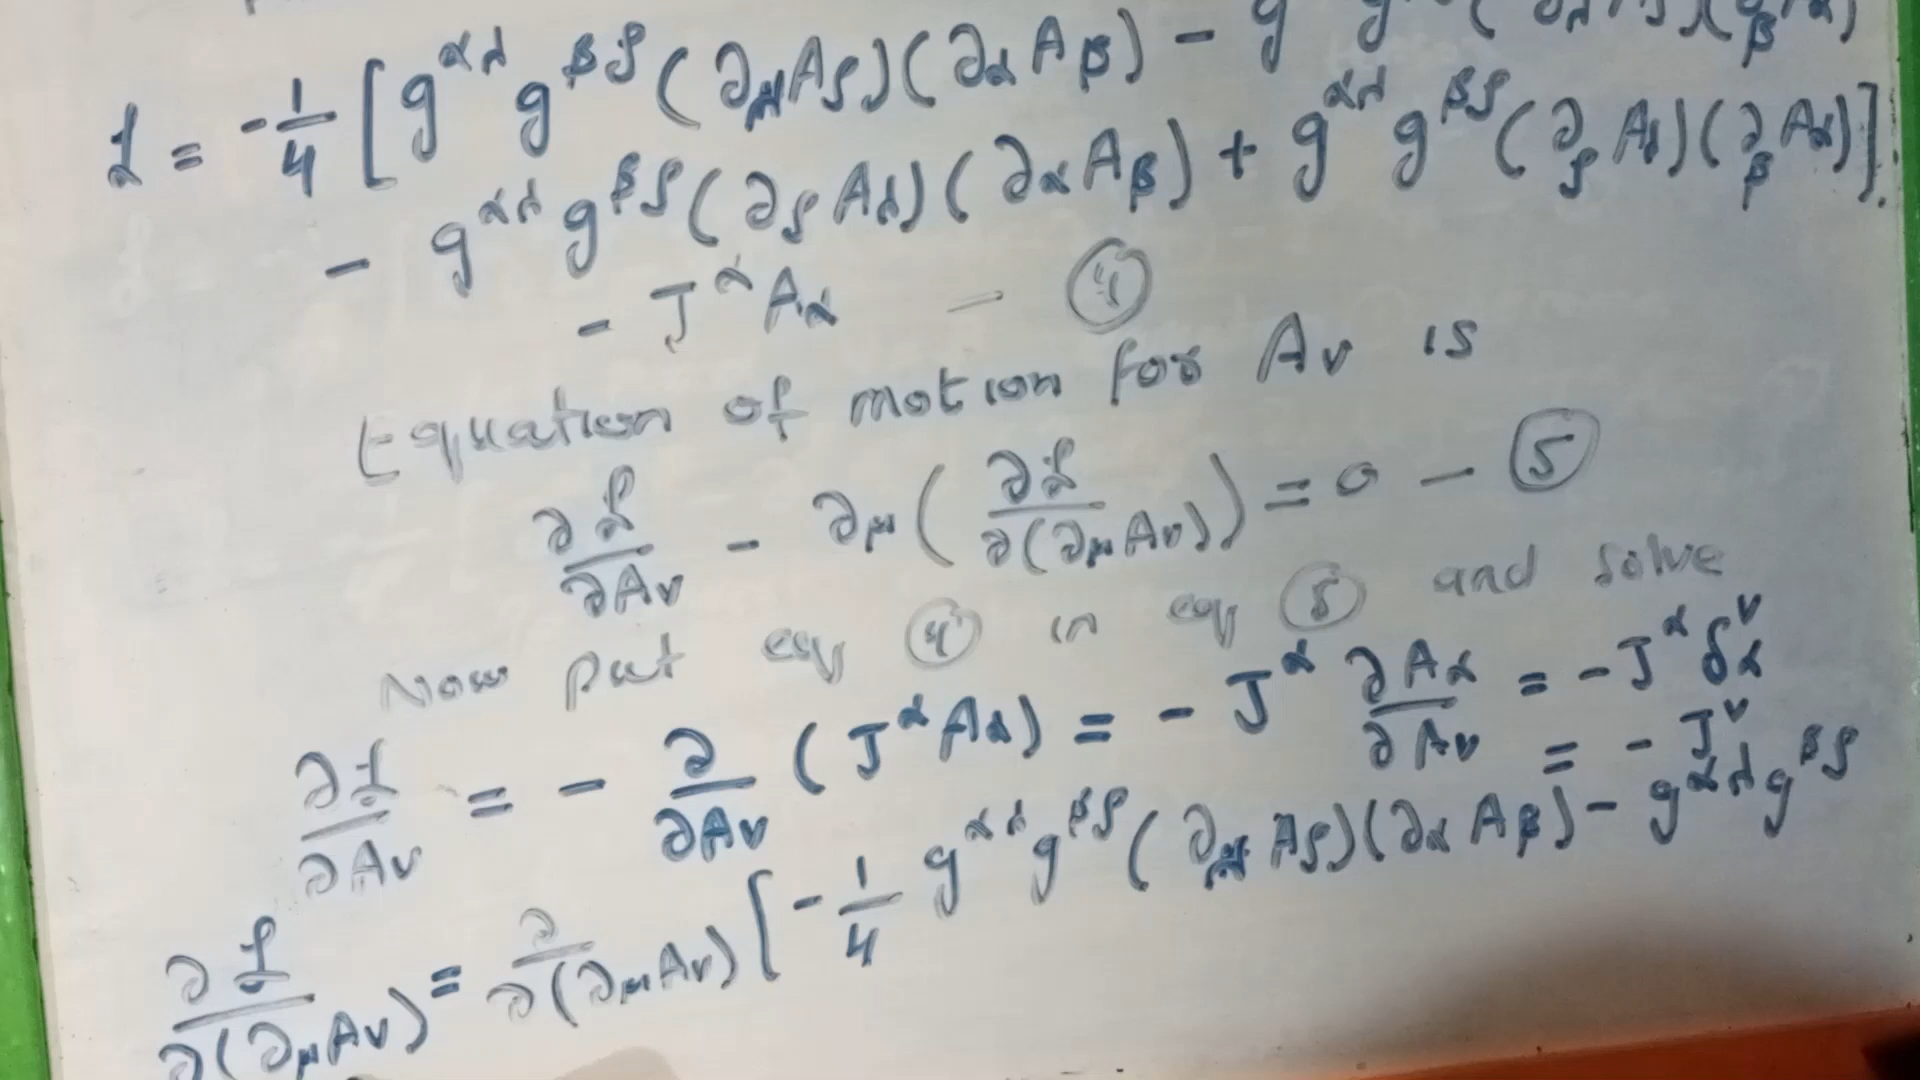 L = -1/4 [g^{αλ} g^{βρ} (∂_λ A_ρ)(∂_α A_β) -
- g^{αλ} g^{βρ} (∂_ρ A_λ)(∂_α A_β) + g^{αλ} g^{βρ} (∂_ρ A_λ)(∂_β A_α)].
- J^α A_α — ④
Equation of motion for A_ν is
∂L/∂A_ν - ∂_μ (∂L/∂(∂_μ A_ν)) = 0 — ⑤
Now put eq ④ in eq ⑤ and solve
∂L/∂A_ν = - ∂/∂A_ν (J^α A_α) = - J^α ∂A_α/∂A_ν = - J^α δ^ν_α
= - J^ν
∂L/∂(∂_μ A_ν) = ∂/∂(∂_μ A_ν) [-1/4 g^{αλ} g^{βρ} (∂_λ A_ρ)(∂_α A_β) - g^{αλ} g^{βρ}